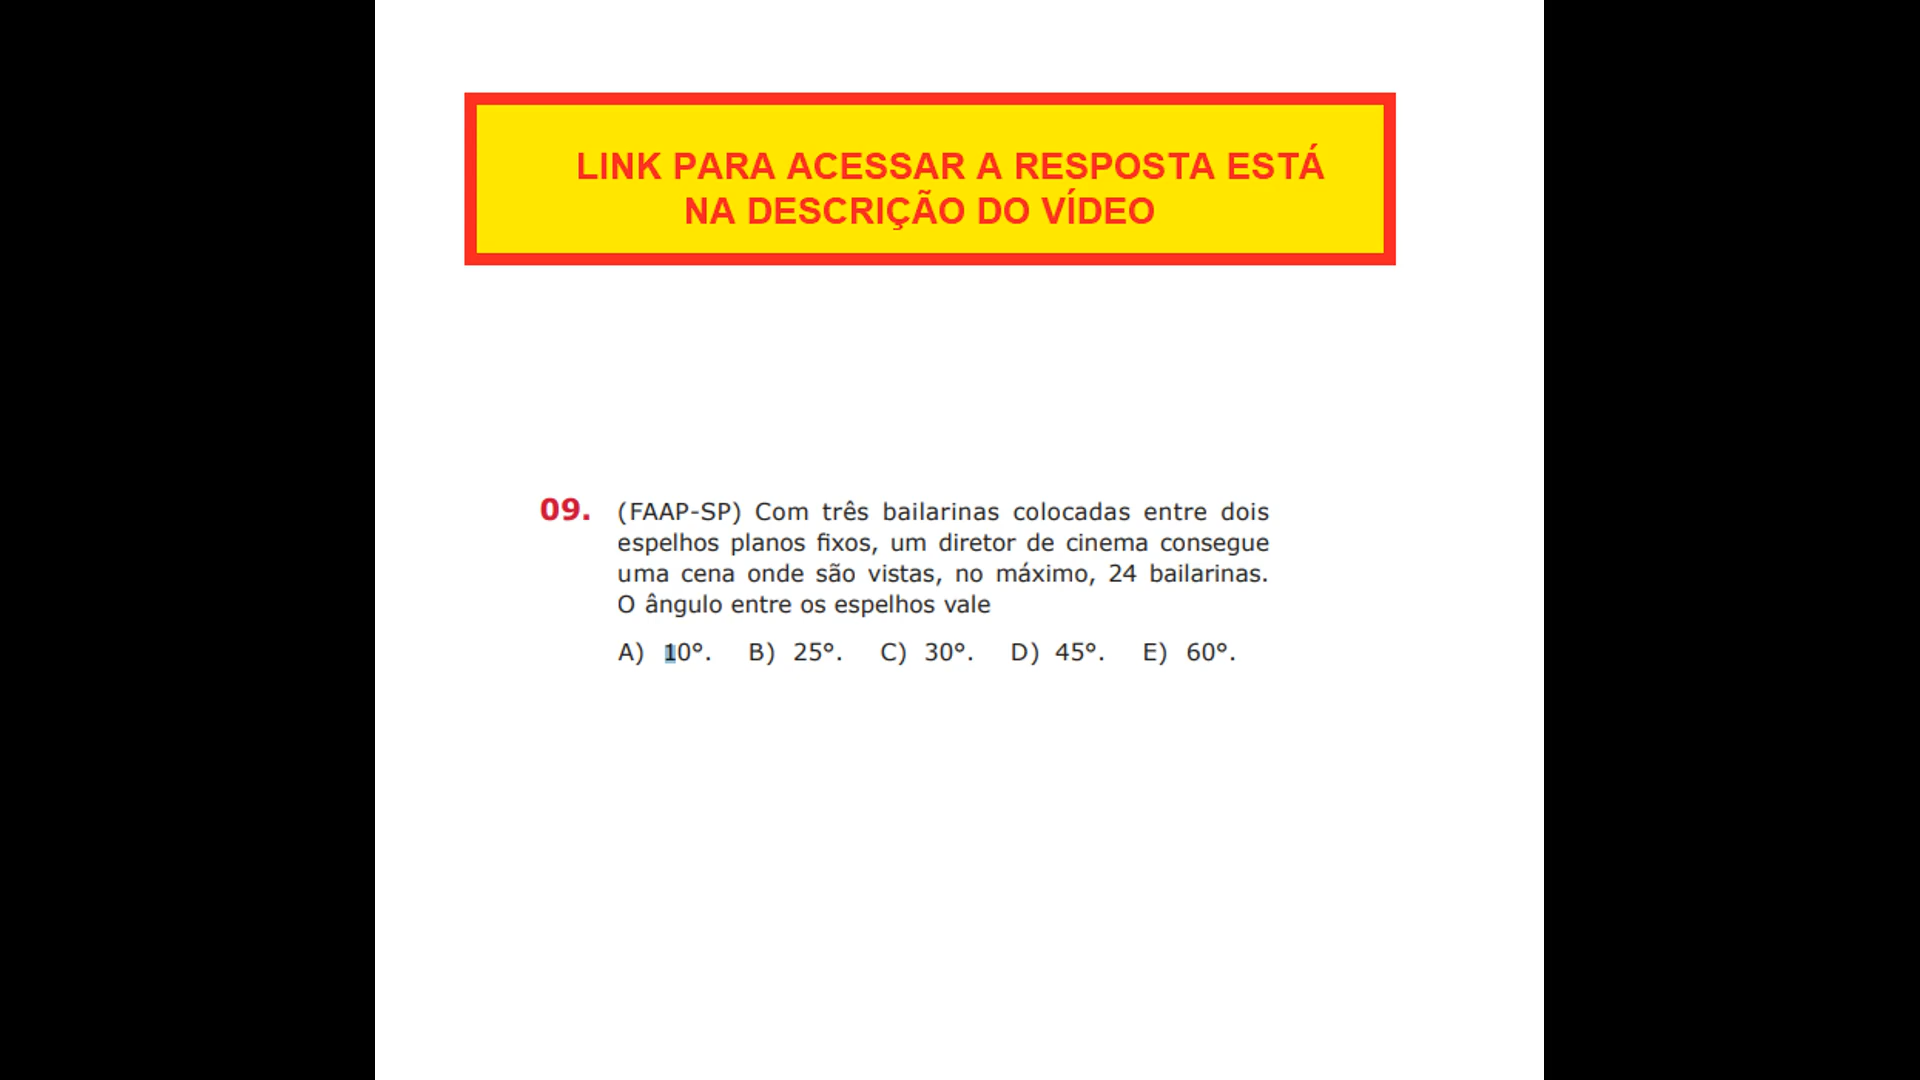 LINK PARA ACESSAR A RESPOSTA ESTÁ
NA DESCRIÇÃO DO VÍDEO
09. (FAAP-SP) Com três bailarinas colocadas entre dois
espelhos planos fixos, um diretor de cinema consegue
uma cena onde são vistas, no máximo, 24 bailarinas.
O ângulo entre os espelhos vale
A) 10°. B) 25°. C) 30°. D) 45°. E) 60°.